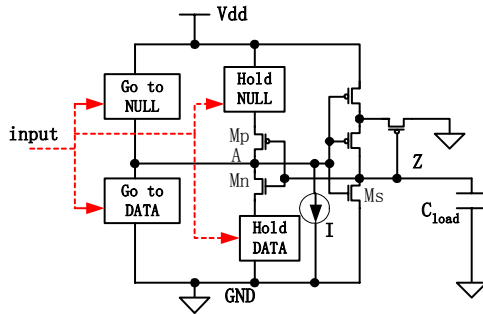 Vdd
Go to
NULL
Hold
NULL
input
Mp
A
Mn
Z
Go to
DATA
Ms
Cload
Hold
DATA
I
GND